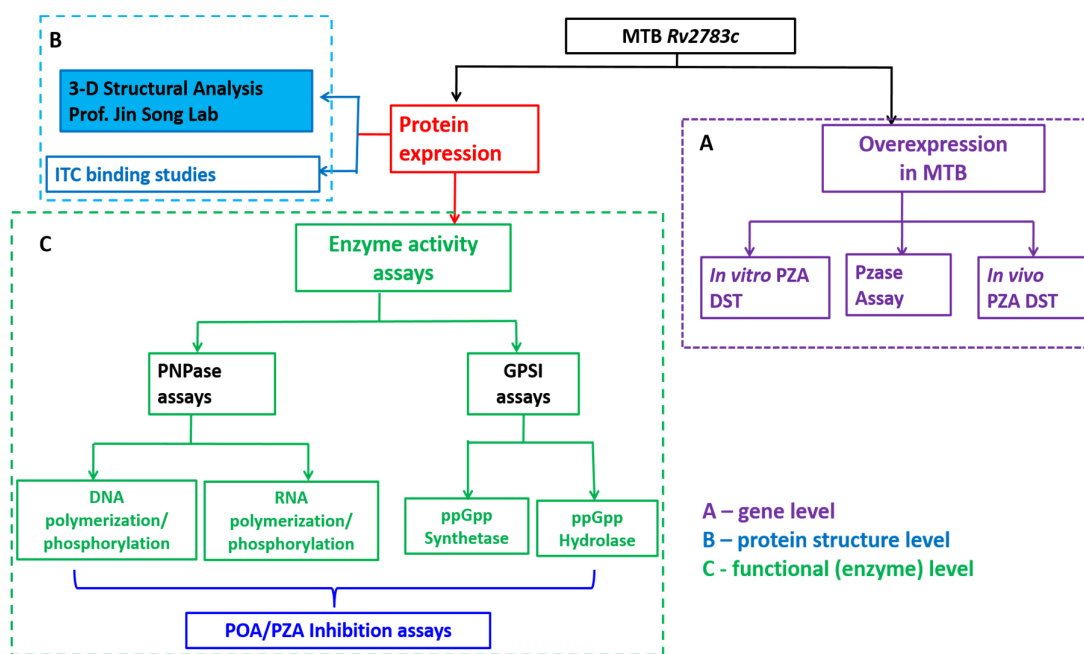 MTB Rv2783c
B
3-D Structural Analysis
Prof. Jin Song Lab
ITC binding studies
Protein
expression
A
Overexpression
in MTB
In vitro PZA
DST
Pzase
Assay
In vivo
PZA DST
C
Enzyme activity
assays
PNPase
assays
GPSI
assays
DNA
polymerization/
phosphorylation
RNA
polymerization/
phosphorylation
ppGpp
Synthetase
ppGpp
Hydrolase
POA/PZA Inhibition assays
A – gene level
B – protein structure level
C - functional (enzyme) level